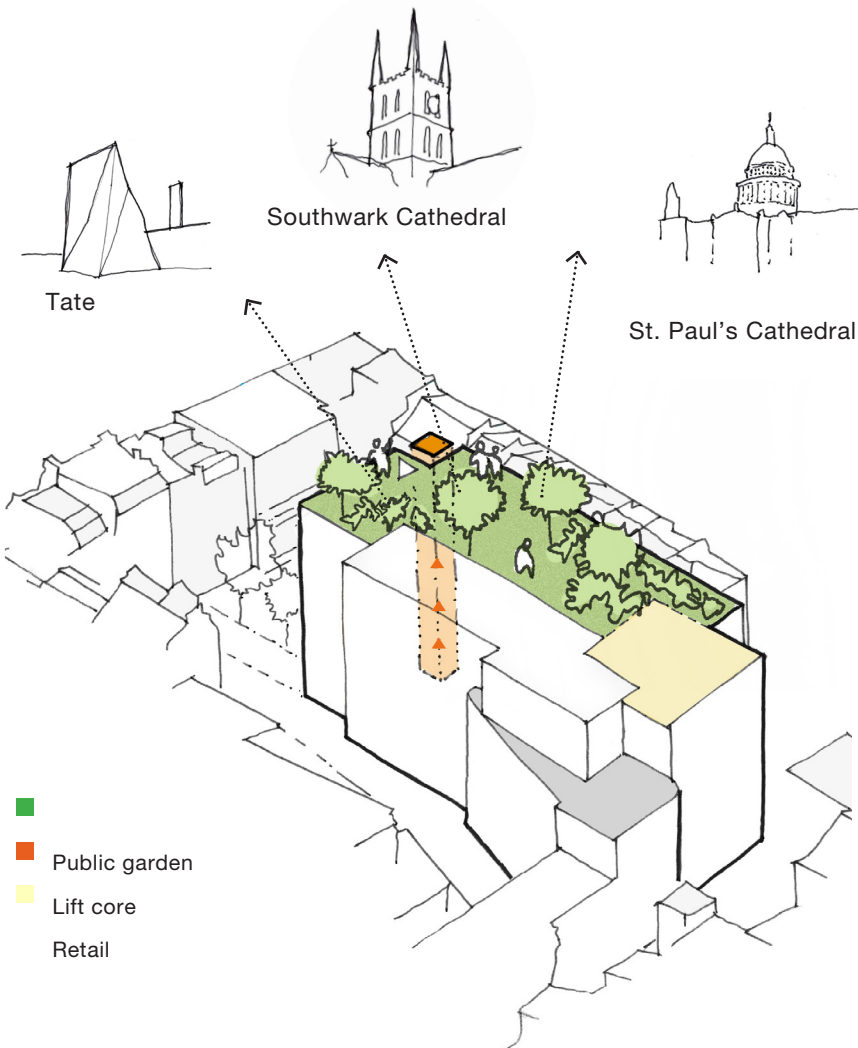 Southwark Cathedral
Tate
St. Paul's Cathedral
Public garden
Lift core
Retail